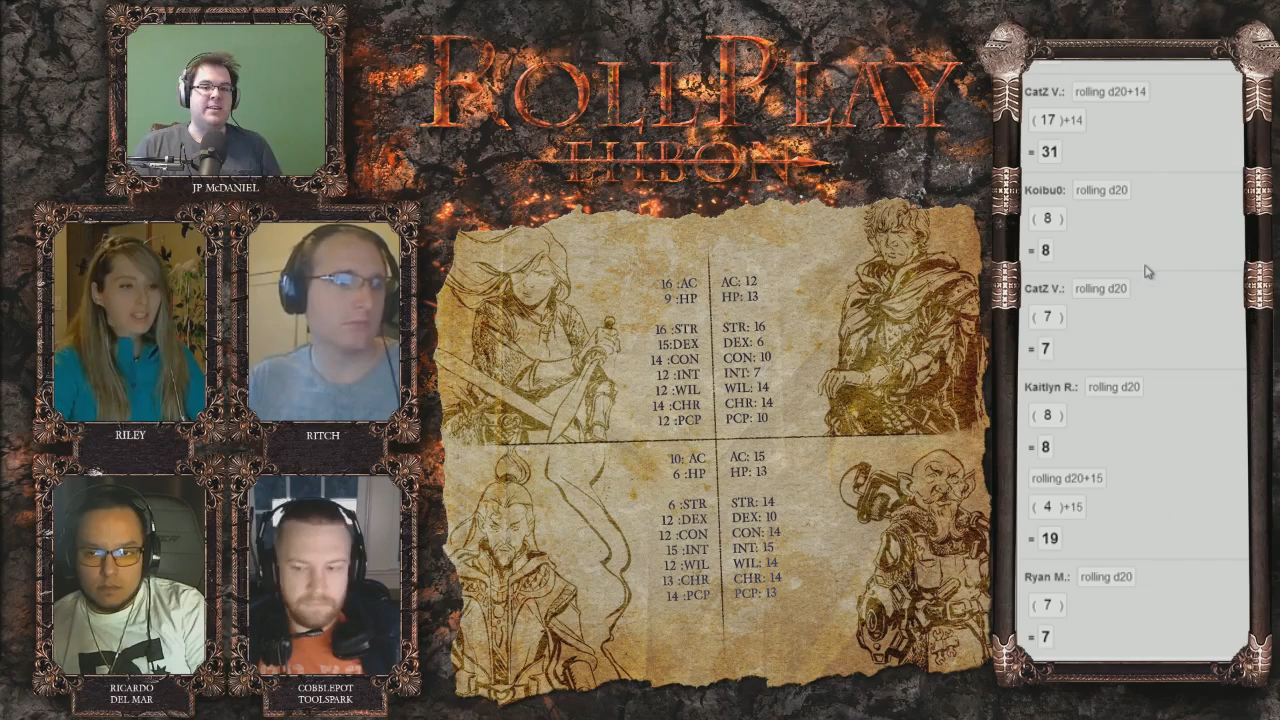 ROLLPLAY
EHBON
JP McDANIEL
RILEY
RITCH
RICARDO
DEL MAR
COBBLEPOT
TOOLSPARK
16 :AC
9 :HP
16 :STR
15:DEX
14 :CON
12 :INT
12 :WIL
14 :CHR
12 :PCP
AC: 12
HP: 13
STR: 16
DEX: 6
CON: 10
INT: 7
WIL: 14
CHR: 14
PCP: 10
10: AC
6 :HP
6 :STR
12 :DEX
12 :CON
15 :INT
12 :WIL
13 :CHR
14 :PCP
AC: 15
HP: 13
STR: 14
DEX: 10
CON: 14
INT: 15
WIL: 14
CHR: 14
PCP: 13
CatZ V.: rolling d20+14
( 17 )+14
= 31
Koibu0: rolling d20
( 8 )
= 8
CatZ V.: rolling d20
( 7 )
= 7
Kaitlyn R.: rolling d20
( 8 )
= 8
rolling d20+15
( 4 )+15
= 19
Ryan M.: rolling d20
( 7 )
= 7